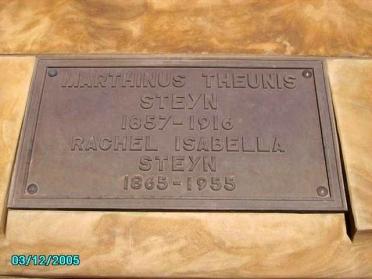 MARTHINUS THEUNIS
STEYN
1857-1916
RACHEL ISABELLA
STEYN
1865-1955
03/12/2005